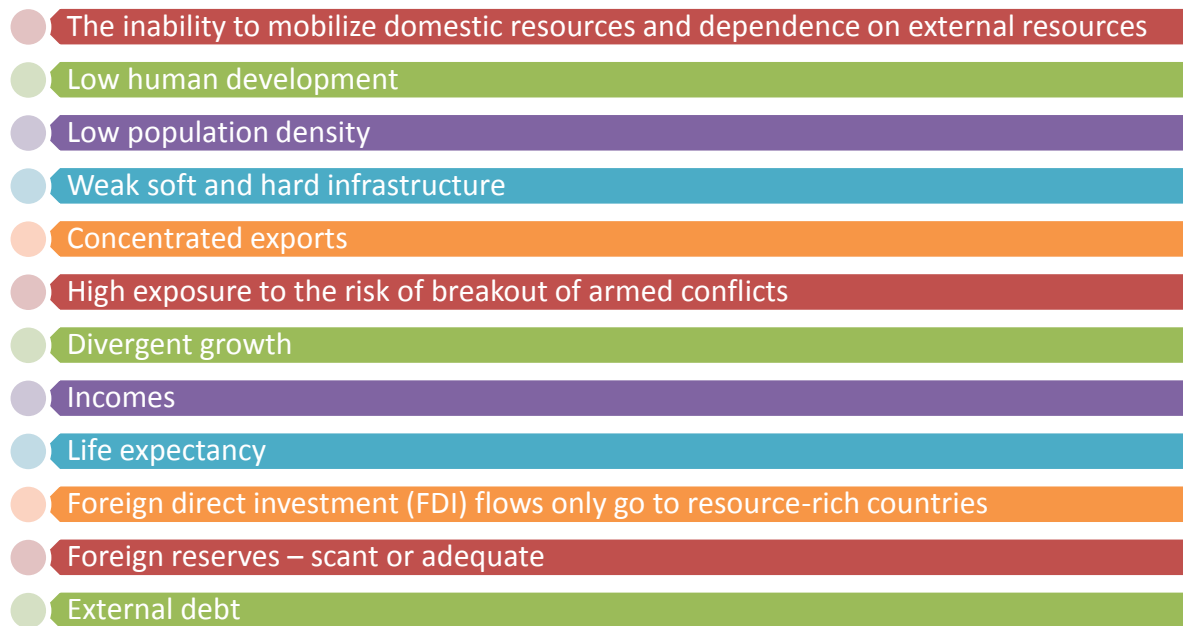 The inability to mobilize domestic resources and dependence on external resources
Low human development
Low population density
Weak soft and hard infrastructure
Concentrated exports
High exposure to the risk of breakout of armed conflicts
Divergent growth
Incomes
Life expectancy
Foreign direct investment (FDI) flows only go to resource-rich countries
Foreign reserves – scant or adequate
External debt